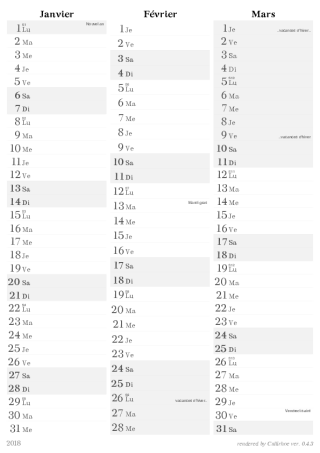 Janvier
1 Lu
2 Ma
3 Me
4 Je
5 Ve
6 Sa
7 Di
8 Lu
9 Ma
10 Me
11 Je
12 Ve
13 Sa
14 Di
15 Lu
16 Ma
17 Me
18 Je
19 Ve
20 Sa
21 Di
22 Lu
23 Ma
24 Me
25 Je
26 Ve
27 Sa
28 Di
29 Lu
30 Ma
31 Me
Février
1 Je
2 Ve
3 Sa
4 Di
5 Lu
6 Ma
7 Me
8 Je
9 Ve
10 Sa
11 Di
12 Lu
13 Ma Mardi gras
14 Me
15 Je
16 Ve
17 Sa
18 Di
19 Lu
20 Ma
21 Me
22 Je
23 Ve
24 Sa
25 Di
26 Lu vacances d'hiver..
27 Ma
28 Me
Mars
1 Je ..vacances d'hiver..
2 Ve
3 Sa
4 Di
5 Lu
6 Ma
7 Me
8 Je
9 Ve ..vacances d'hiver
10 Sa
11 Di
12 Lu
13 Ma
14 Me
15 Je
16 Ve
17 Sa
18 Di
19 Lu
20 Ma
21 Me
22 Je
23 Ve
24 Sa
25 Di
26 Lu
27 Ma
28 Me
29 Je
30 Ve Vendredi saint
31 Sa
2018
rendered by Callirhoe ver. 0.4.3